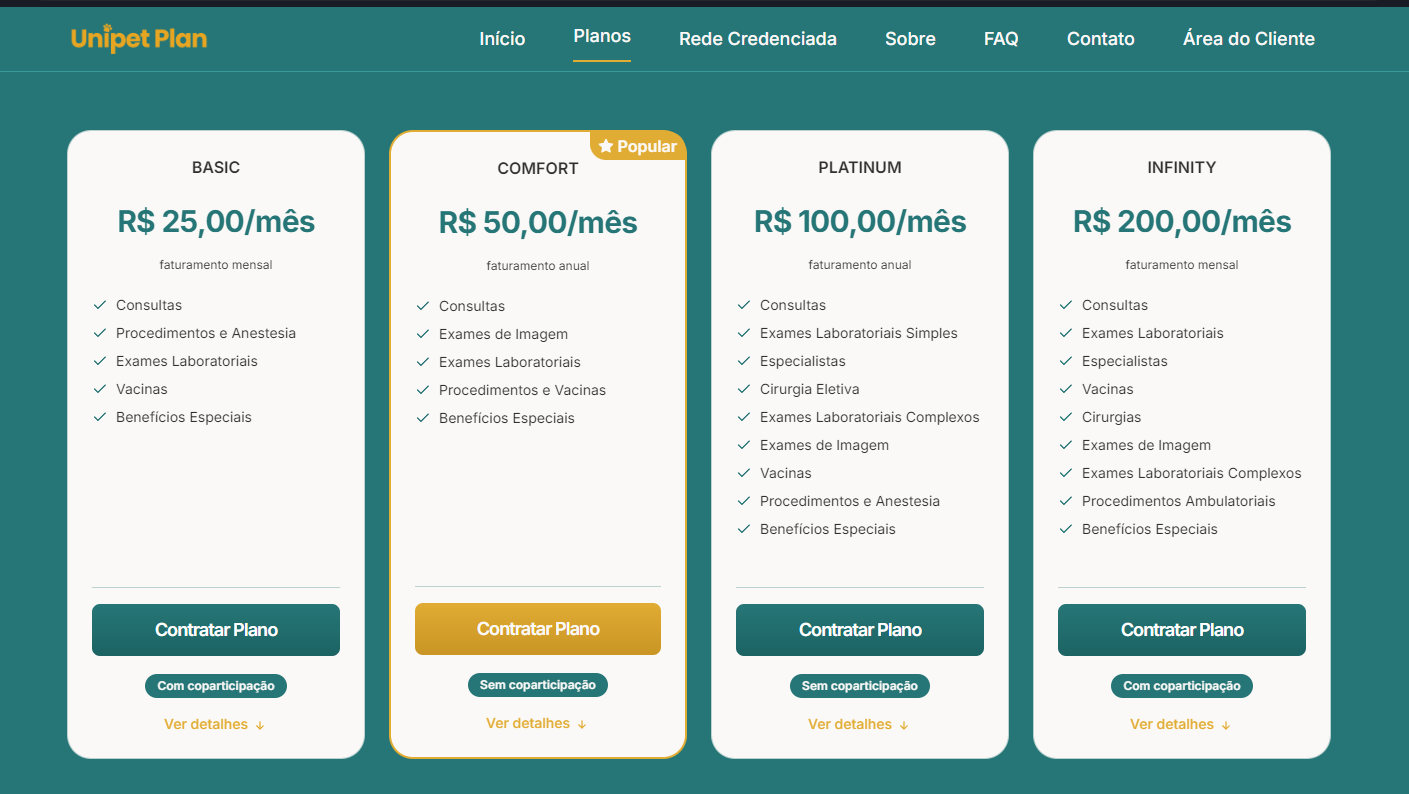 Unipet Plan
Início
Planos
Rede Credenciada
Sobre
FAQ
Contato
Área do Cliente
BASIC
R$ 25,00/mês
faturamento mensal
Consultas
Procedimentos e Anestesia
Exames Laboratoriais
Vacinas
Benefícios Especiais
Contratar Plano
Com coparticipação
Ver detalhes ↓
Popular
COMFORT
R$ 50,00/mês
faturamento anual
Consultas
Exames de Imagem
Exames Laboratoriais
Procedimentos e Vacinas
Benefícios Especiais
Contratar Plano
Sem coparticipação
Ver detalhes ↓
PLATINUM
R$ 100,00/mês
faturamento anual
Consultas
Exames Laboratoriais Simples
Especialistas
Cirurgia Eletiva
Exames Laboratoriais Complexos
Exames de Imagem
Vacinas
Procedimentos e Anestesia
Benefícios Especiais
Contratar Plano
Sem coparticipação
Ver detalhes ↓
INFINITY
R$ 200,00/mês
faturamento mensal
Consultas
Exames Laboratoriais
Especialistas
Vacinas
Cirurgias
Exames de Imagem
Exames Laboratoriais Complexos
Procedimentos Ambulatoriais
Benefícios Especiais
Contratar Plano
Com coparticipação
Ver detalhes ↓